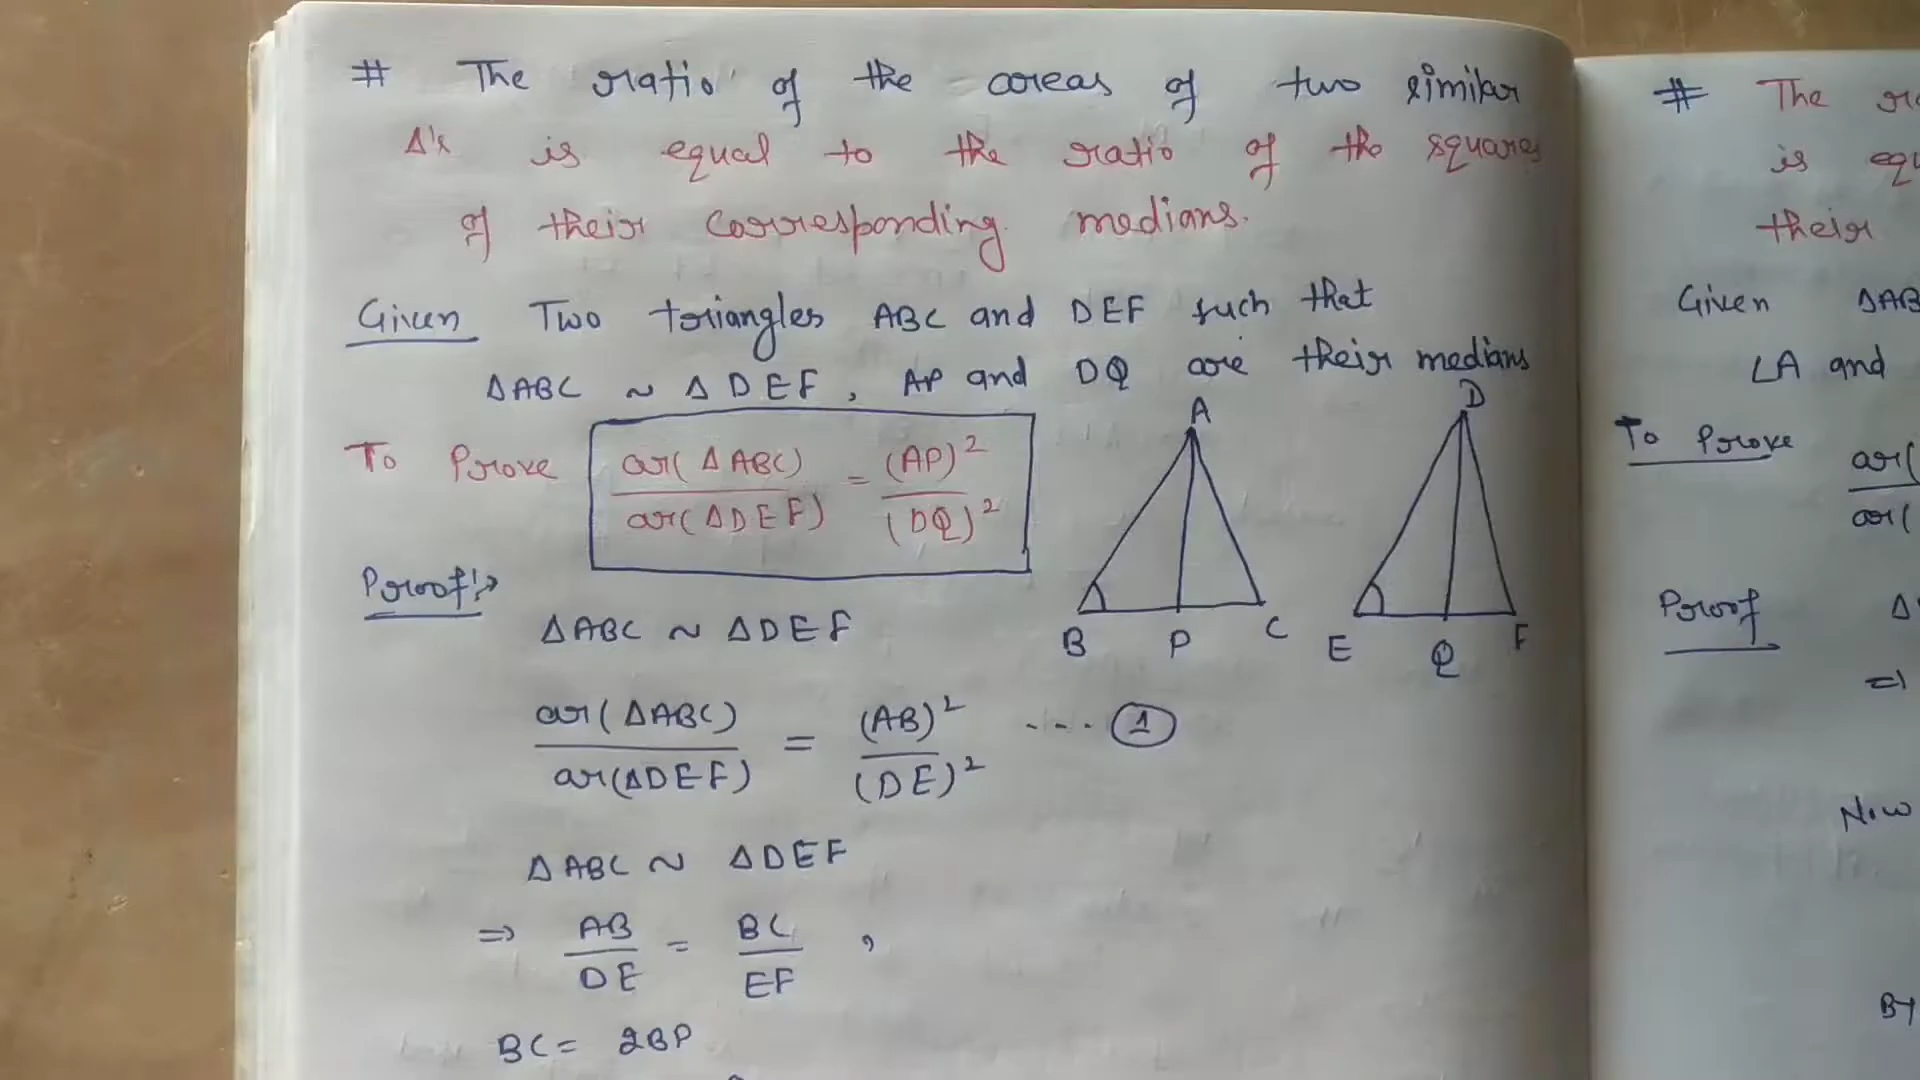 # The ratio of the areas of two similar
Δ's is equal to the ratio of the squares
of their corresponding medians.
Given Two triangles ABC and DEF such that
ΔABC ~ ΔDEF, AP and DQ are their medians
To Prove ar(ΔABC)/ar(ΔDEF) = (AP)²/(DQ)²
A
D
B P C E Q F
Proof:→
ΔABC ~ ΔDEF
ar(ΔABC)/ar(ΔDEF) = (AB)²/(DE)² ---- ①
ΔABC ~ ΔDEF
⇒ AB/DE = BC/EF ,
BC = 2BP
# The
is
their
Given ΔAB
∠A and
To Prove ar(
ar(
Proof
⇒
Now
By